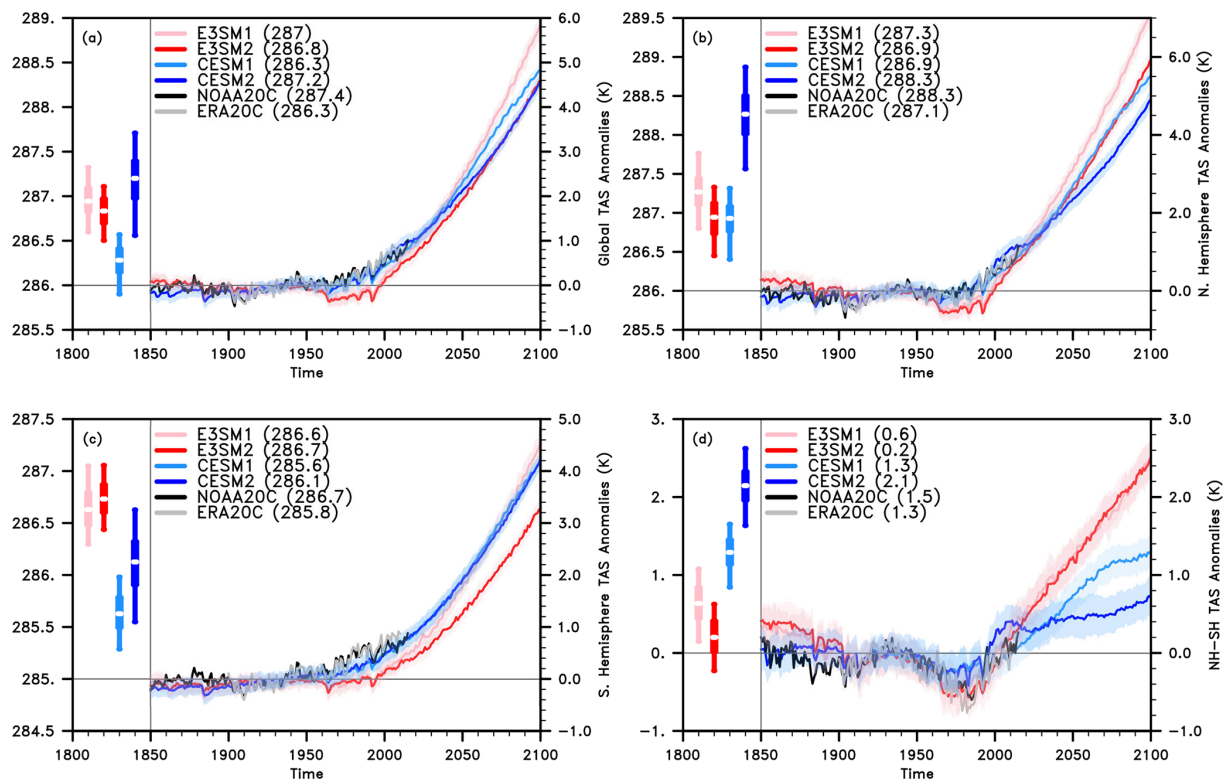 (a)
E3SM1 (287)
E3SM2 (286.8)
CESM1 (286.3)
CESM2 (287.2)
NOAA20C (287.4)
ERA20C (286.3)
289.
288.5
288.
287.5
287.
286.5
286.
285.5
6.0
5.0
4.0
3.0
2.0
1.0
0.0
-1.0
Global TAS Anomalies (K)
1800 1850 1900 1950 2000 2050 2100
Time
(b)
E3SM1 (287.3)
E3SM2 (286.9)
CESM1 (286.9)
CESM2 (288.3)
NOAA20C (288.3)
ERA20C (287.1)
289.5
289.
288.5
288.
287.5
287.
286.5
286.
285.5
6.0
4.0
2.0
0.0
N. Hemisphere TAS Anomalies (K)
1800 1850 1900 1950 2000 2050 2100
Time
(c)
E3SM1 (286.6)
E3SM2 (286.7)
CESM1 (285.6)
CESM2 (286.1)
NOAA20C (286.7)
ERA20C (285.8)
287.5
287.
286.5
286.
285.5
285.
284.5
5.0
4.0
3.0
2.0
1.0
0.0
-1.0
S. Hemisphere TAS Anomalies (K)
1800 1850 1900 1950 2000 2050 2100
Time
(d)
E3SM1 (0.6)
E3SM2 (0.2)
CESM1 (1.3)
CESM2 (2.1)
NOAA20C (1.5)
ERA20C (1.3)
3.
2.
1.
0.
-1.
3.0
2.0
1.0
0.0
-1.0
NH-SH TAS Anomalies (K)
1800 1850 1900 1950 2000 2050 2100
Time